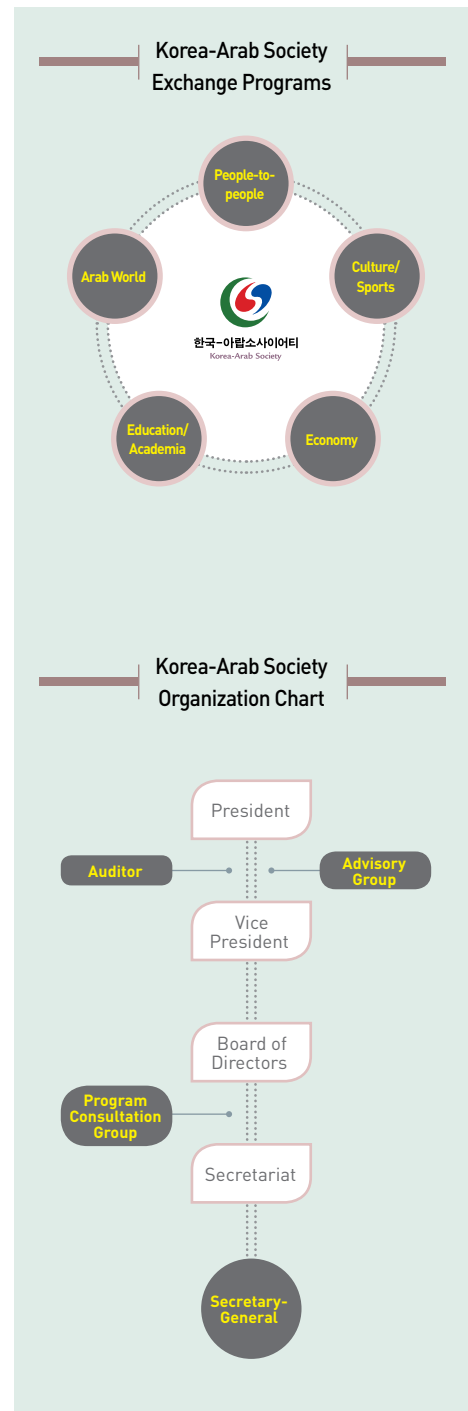 Korea-Arab Society
Exchange Programs
People-to-
people
Arab World
Culture/
Sports
한국-아랍소사이어티
Korea-Arab Society
Education/
Academia
Economy
Korea-Arab Society
Organization Chart
President
Auditor
Advisory
Group
Vice
President
Board of
Directors
Program
Consultation
Group
Secretariat
Secretary-
General